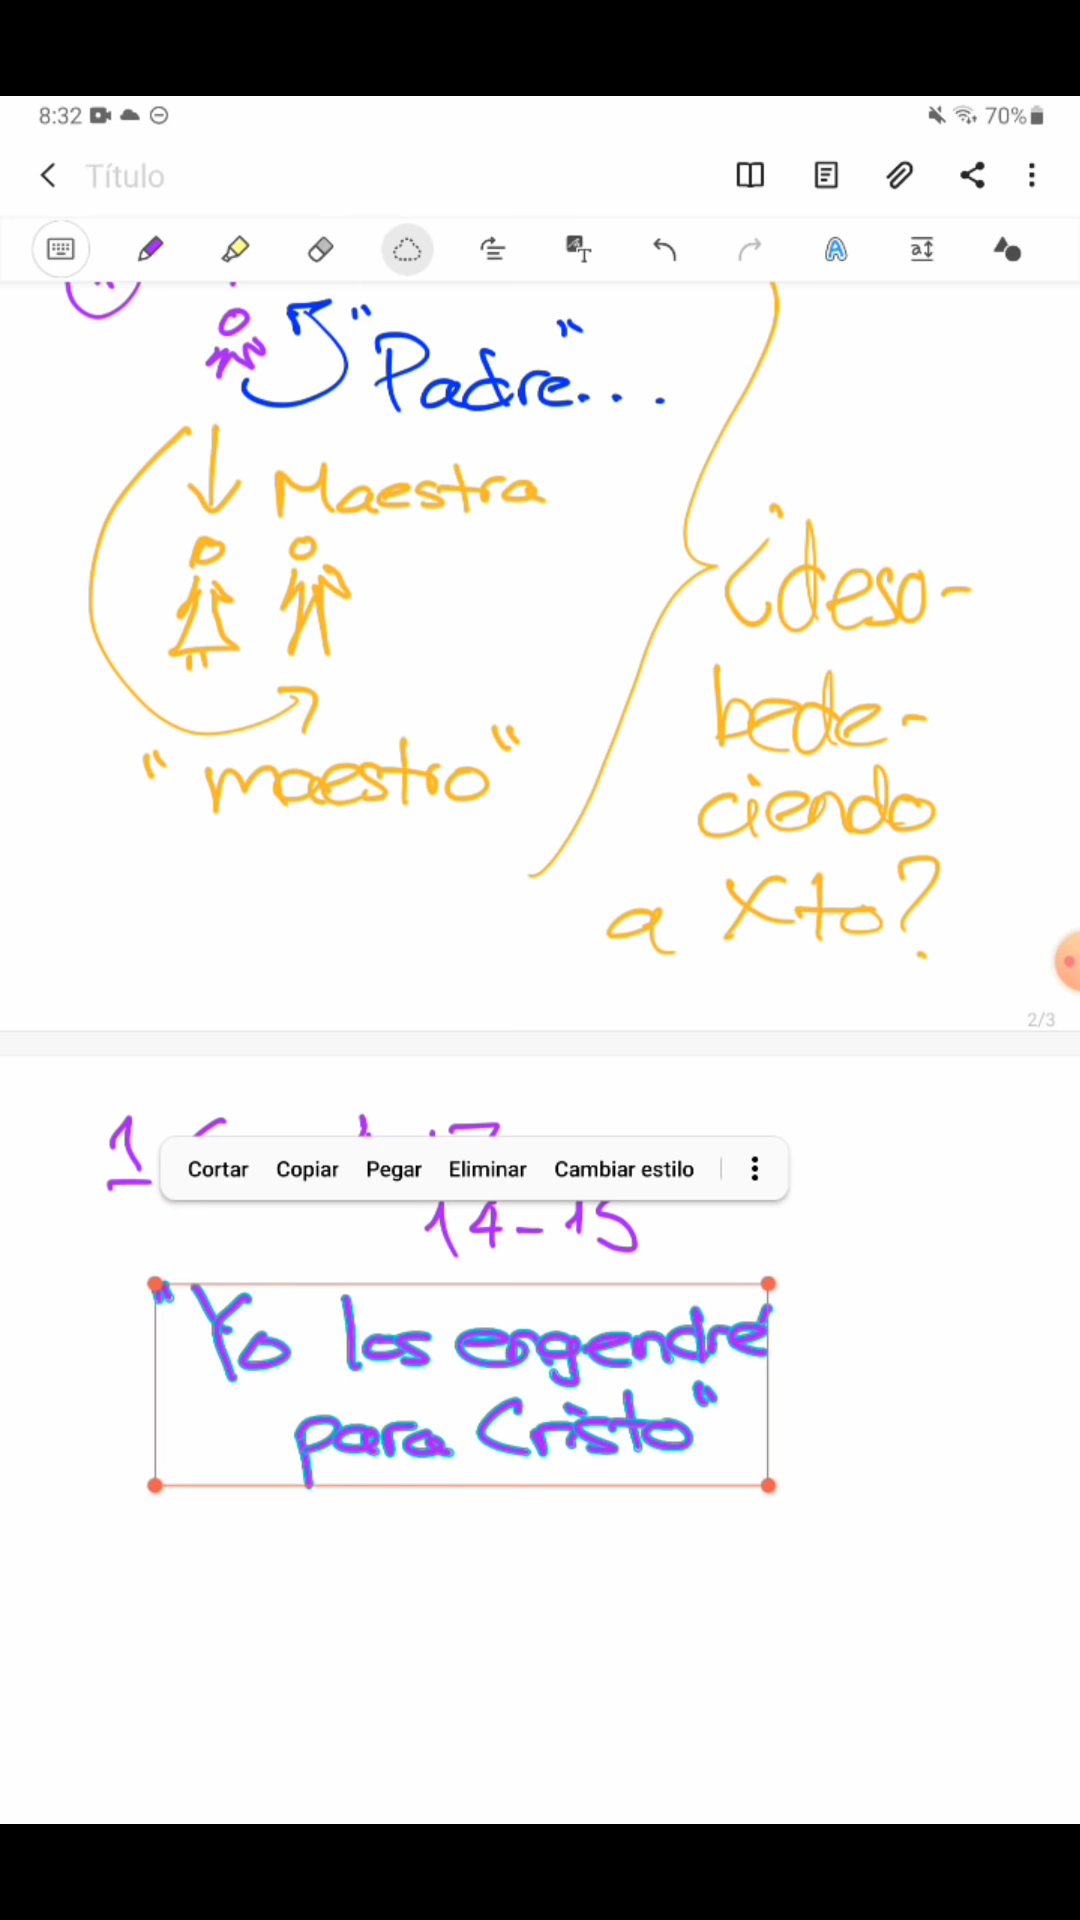 8:32
70%
Título
"Padre"...
Maestra
"maestro"
¿deso-
bede-
ciendo
a Xto?
2/3
1
Cortar Copiar Pegar Eliminar Cambiar estilo
14-15
"Yo los engendré
para Cristo"